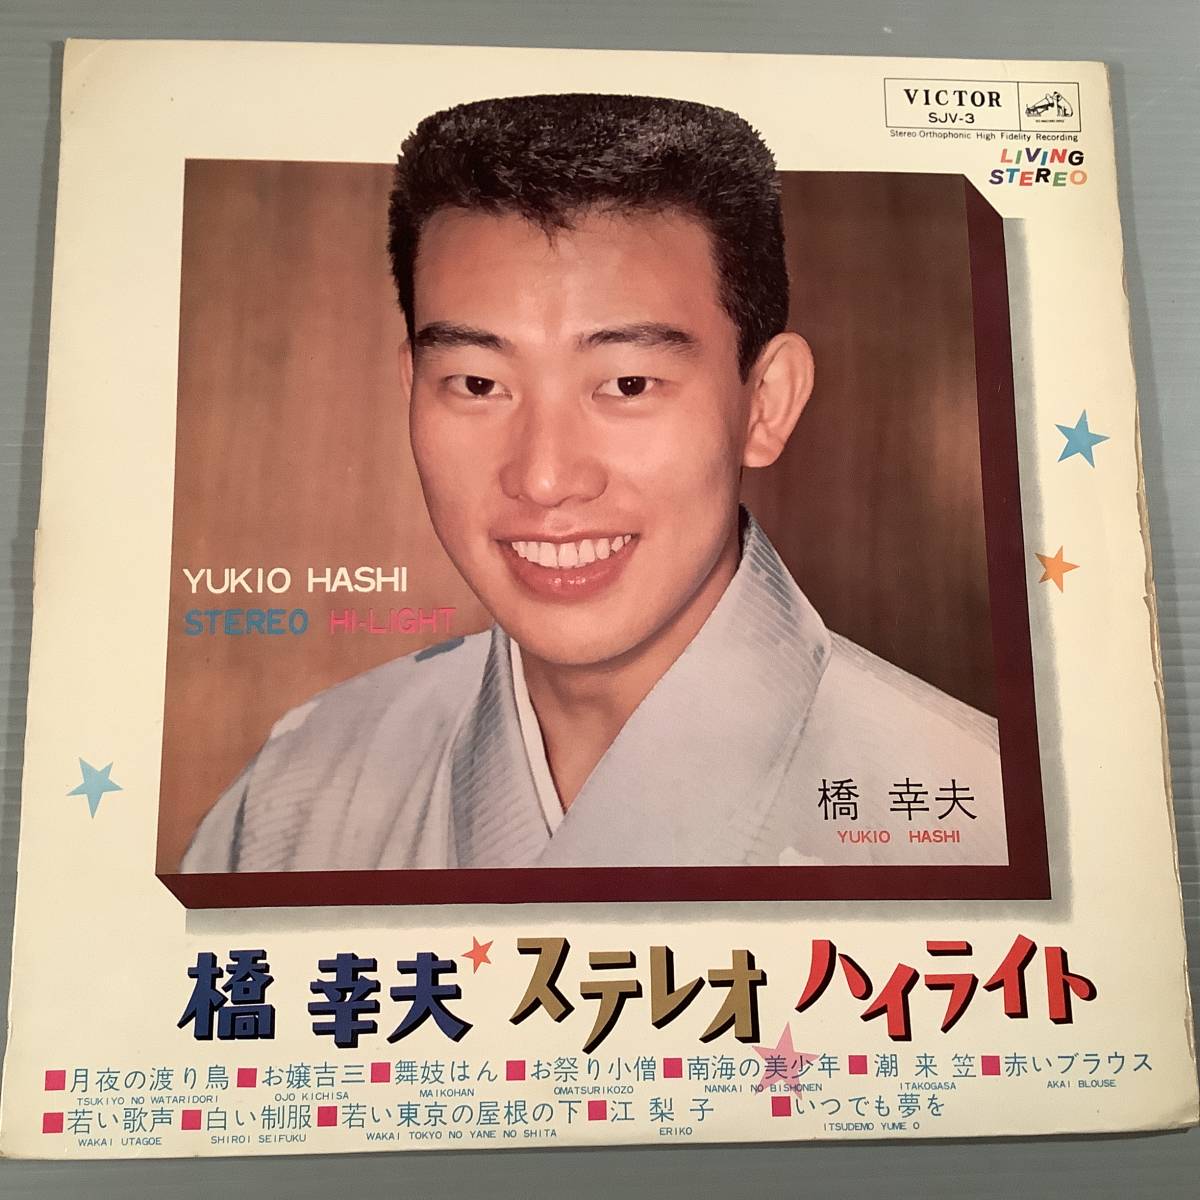 VICTOR
SJV-3
Stereo Orthophonic High Fidelity Recording
LIVING
STEREO
YUKIO HASHI
STEREO HI-LIGHT
橋 幸夫
YUKIO HASHI
橋 幸夫 ステレオ ハイライト
■月夜の渡り鳥 ■お嬢吉三 ■舞妓はん ■お祭り小僧 ■南海の美少年 ■潮来笠 ■赤いブラウス
TSUKIYO NO WATARIDORI OJO KICHISA MAIKOHAN OMATSURIKOZO NANKAI NO BISHONEN ITAKOGASA AKAI BLOUSE
■若い歌声 ■白い制服 ■若い東京の屋根の下 ■江梨子 ■いつでも夢を
WAKAI UTAGOE SHIROI SEIFUKU WAKAI TOKYO NO YANE NO SHITA ERIKO ITSUDEMO YUME O